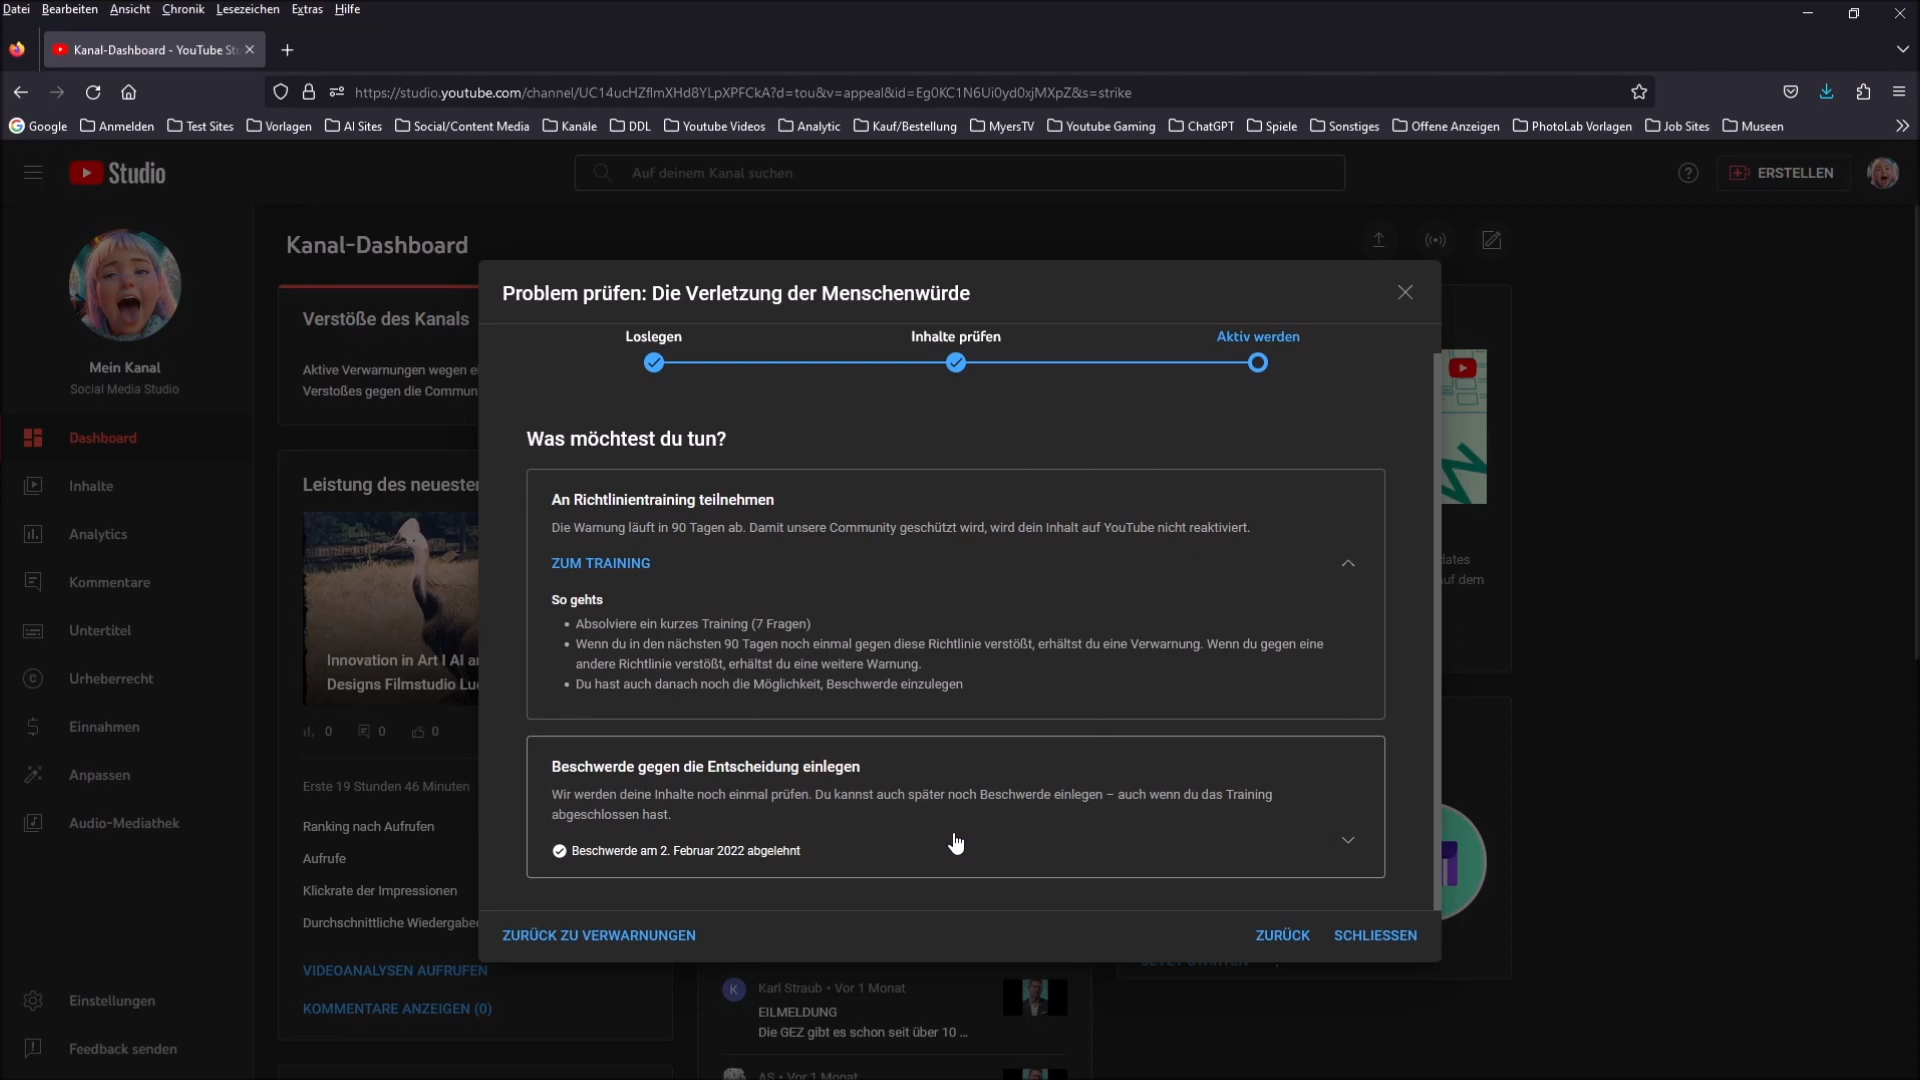 Datei Bearbeiten Ansicht Chronik Lesezeichen Extras Hilfe
Kanal-Dashboard - YouTube St
https://studio.youtube.com/channel/UC14ucHZflmXHd8YLpXPFCkA?d=tou&v=appeal&id=Eg0KC1N6Ui0yd0xjMXpZ&s=strike
Google Anmelden Test Sites Vorlagen AI Sites Social/Content Media Kanäle DDL Youtube Videos Analytic Kauf/Bestellung MyersTV Youtube Gaming ChatGPT Spiele Sonstiges Offene Anzeigen PhotoLab Vorlagen Job Sites Museen
Studio
Auf deinem Kanal suchen
ERSTELLEN
Mein Kanal
Social Media Studio
Dashboard
Inhalte
Analytics
Kommentare
Untertitel
Urheberrecht
Einnahmen
Anpassen
Audio-Mediathek
Einstellungen
Feedback senden
Kanal-Dashboard
Verstöße des Kanals
Aktive Verwarnungen wegen e
Verstoßes gegen die Commun
Leistung des neuester
Innovation in Art I AI
Designs Filmstudio Lu
0 0 0
Erste 19 Stunden 46 Minuten
Ranking nach Aufrufen
Aufrufe
Klickrate der Impressionen
Durchschnittliche Wiedergabe
VIDEOANALYSEN AUFRUFEN
KOMMENTARE ANZEIGEN (0)
Problem prüfen: Die Verletzung der Menschenwürde
Loslegen
Inhalte prüfen
Aktiv werden
Was möchtest du tun?
An Richtlinientraining teilnehmen
Die Warnung läuft in 90 Tagen ab. Damit unsere Community geschützt wird, wird dein Inhalt auf YouTube nicht reaktiviert.
ZUM TRAINING
So gehts
• Absolviere ein kurzes Training (7 Fragen)
• Wenn du in den nächsten 90 Tagen noch einmal gegen diese Richtlinie verstößt, erhältst du eine Verwarnung. Wenn du gegen eine
andere Richtlinie verstößt, erhältst du eine weitere Warnung.
• Du hast auch danach noch die Möglichkeit, Beschwerde einzulegen
Beschwerde gegen die Entscheidung einlegen
Wir werden deine Inhalte noch einmal prüfen. Du kannst auch später noch Beschwerde einlegen – auch wenn du das Training
abgeschlossen hast.
Beschwerde am 2. Februar 2022 abgelehnt
ZURÜCK ZU VERWARNUNGEN
ZURÜCK
SCHLIESSEN
dates
uf dem
K
Karl Straub • Vor 1 Monat
EILMELDUNG
Die GEZ gibt es schon seit über 10 ...
AS • Vor 1 Monat